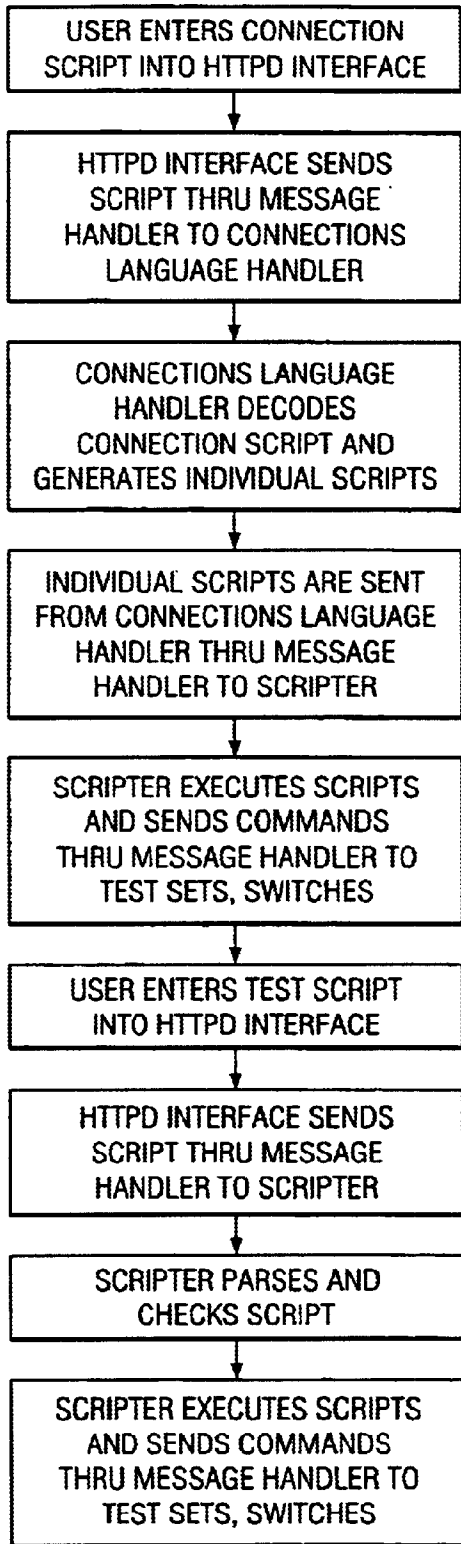 USER ENTERS CONNECTION
SCRIPT INTO HTTPD INTERFACE
HTTPD INTERFACE SENDS
SCRIPT THRU MESSAGE
HANDLER TO CONNECTIONS
LANGUAGE HANDLER
CONNECTIONS LANGUAGE
HANDLER DECODES
CONNECTION SCRIPT AND
GENERATES INDIVIDUAL SCRIPTS
INDIVIDUAL SCRIPTS ARE SENT
FROM CONNECTIONS LANGUAGE
HANDLER THRU MESSAGE
HANDLER TO SCRIPTER
SCRIPTER EXECUTES SCRIPTS
AND SENDS COMMANDS
THRU MESSAGE HANDLER TO
TEST SETS, SWITCHES
USER ENTERS TEST SCRIPT
INTO HTTPD INTERFACE
HTTPD INTERFACE SENDS
SCRIPT THRU MESSAGE
HANDLER TO SCRIPTER
SCRIPTER PARSES AND
CHECKS SCRIPT
SCRIPTER EXECUTES SCRIPTS
AND SENDS COMMANDS
THRU MESSAGE HANDLER TO
TEST SETS, SWITCHES